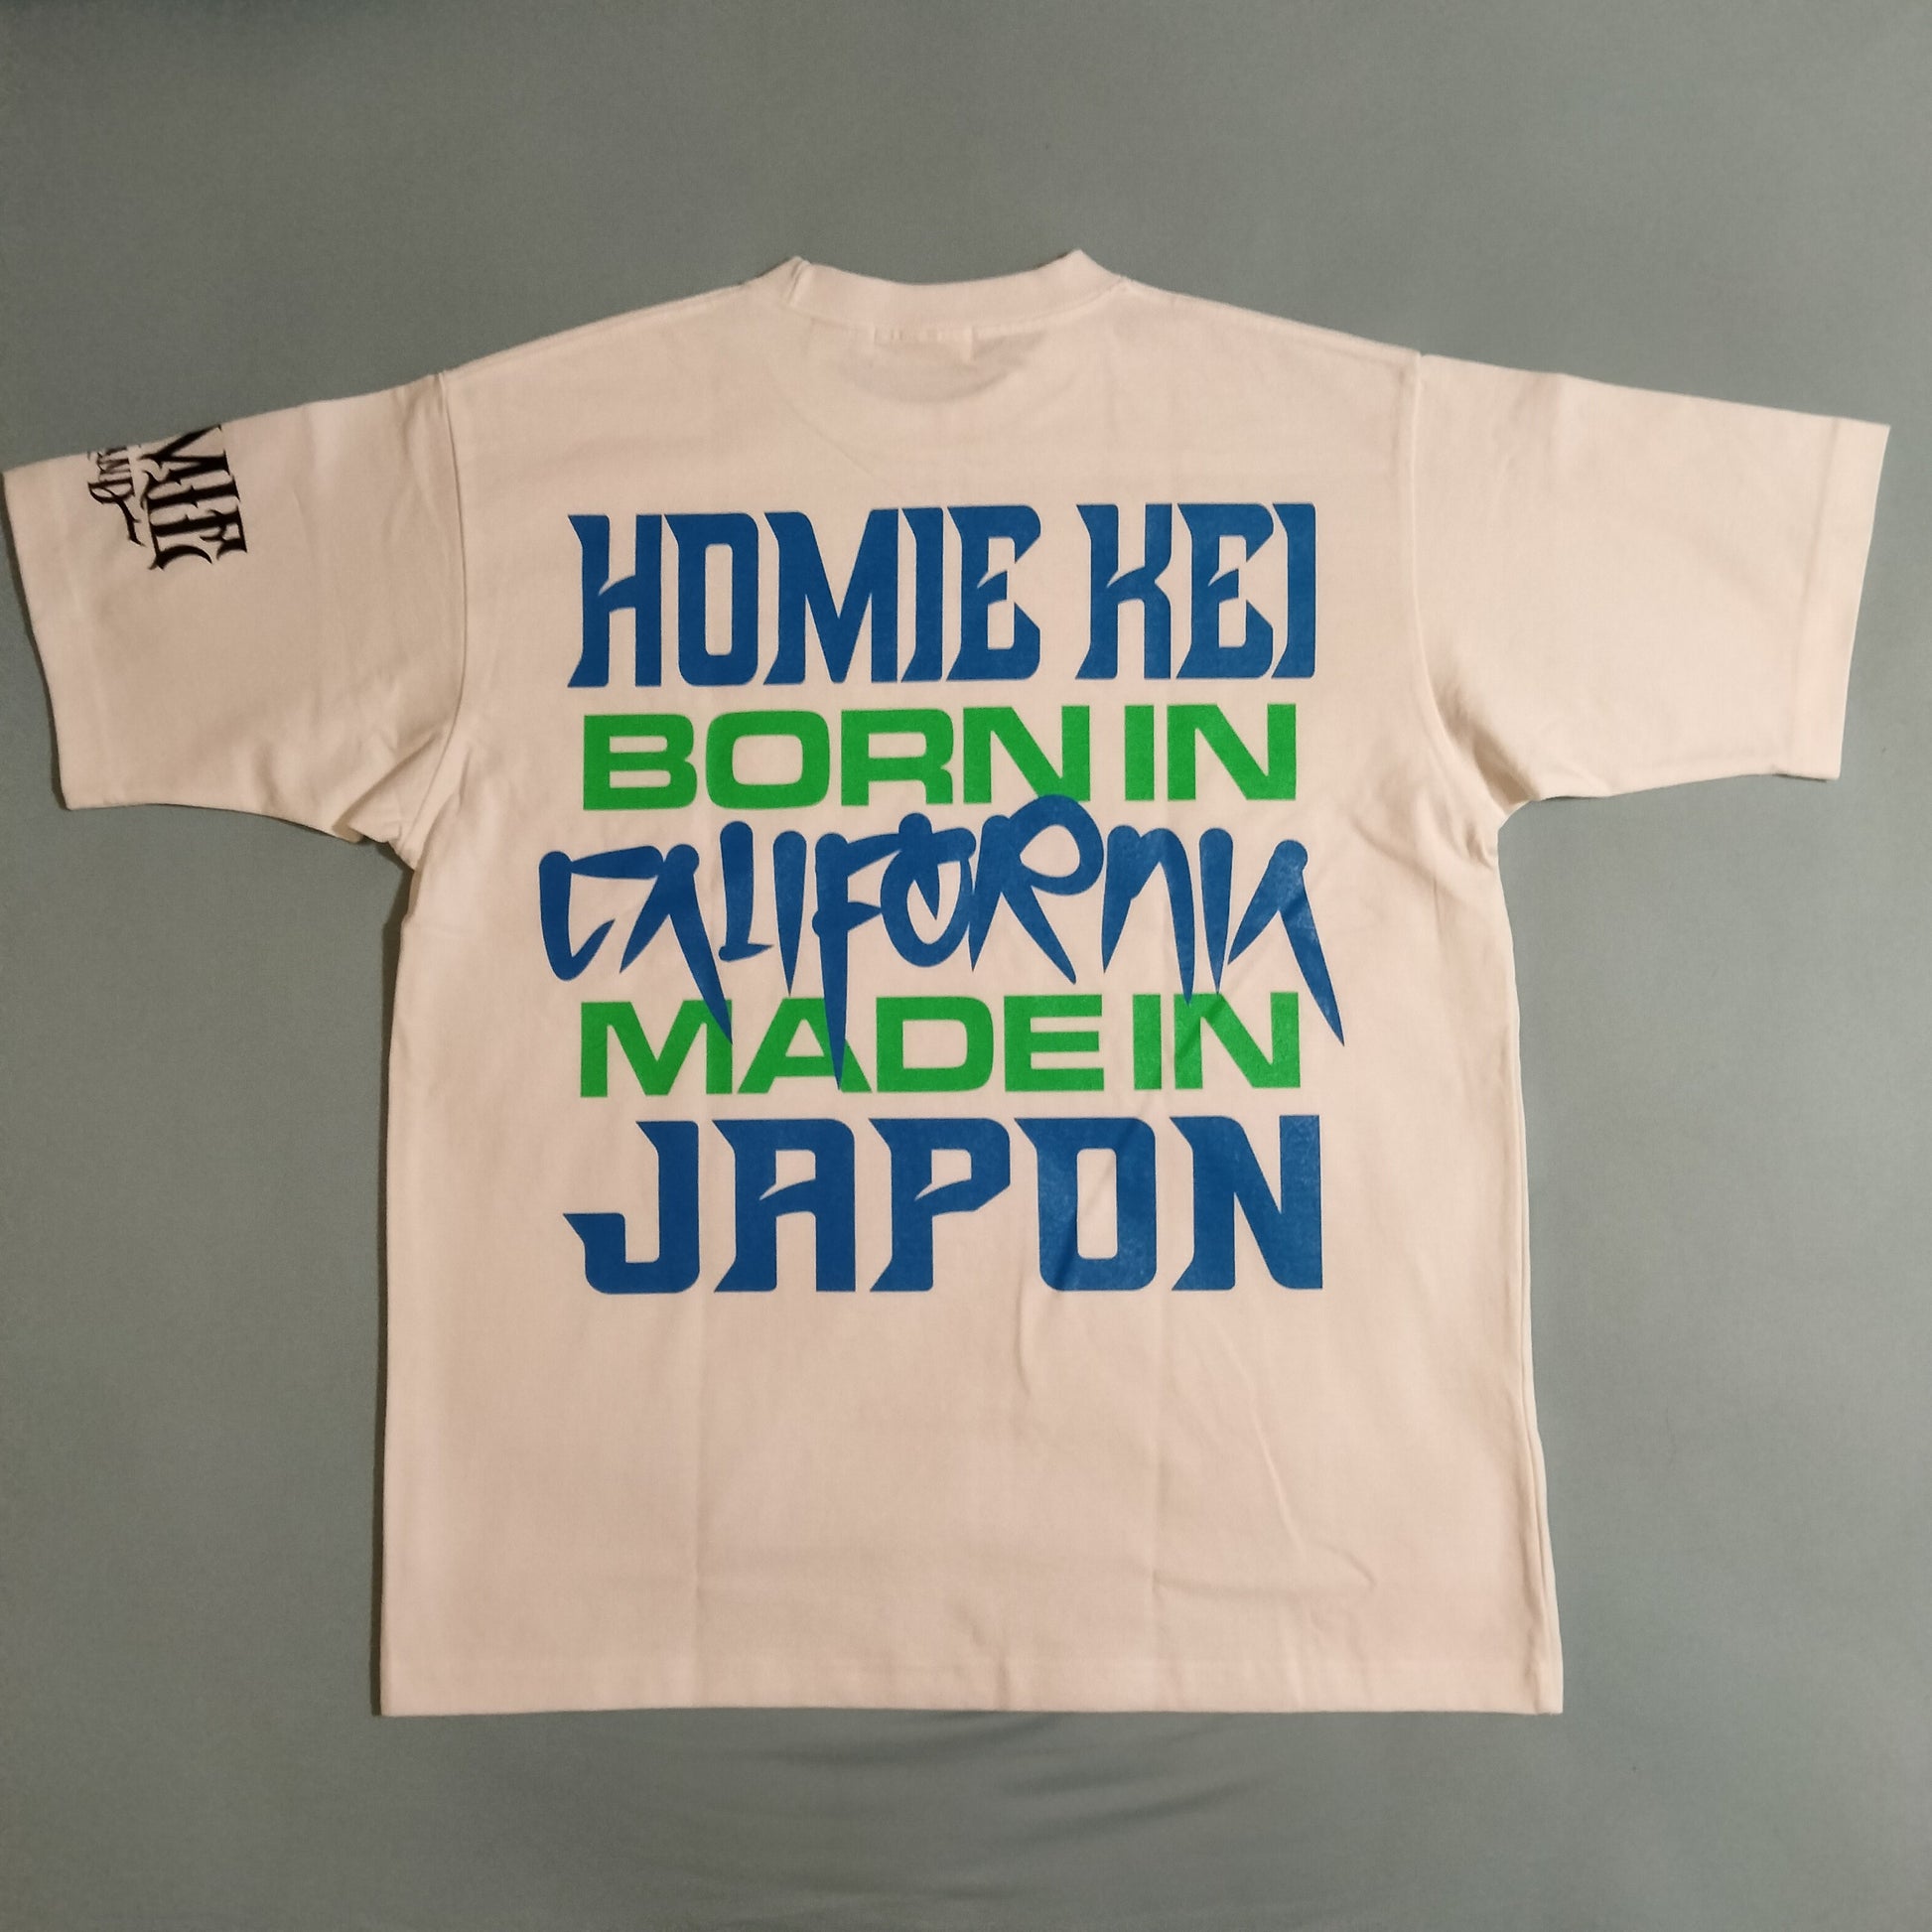 HOMIE KEI
BORN IN
CALIFORNIA
MADE IN
JAPON